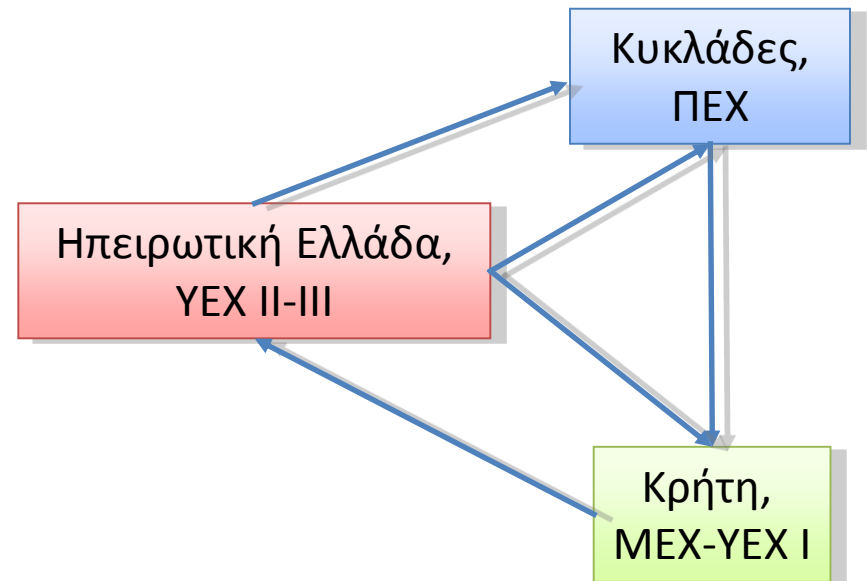 Κυκλάδες,
ΠΕΧ
Ηπειρωτική Ελλάδα,
ΥΕΧ ΙΙ-ΙΙΙ
Κρήτη,
ΜΕΧ-ΥΕΧ Ι